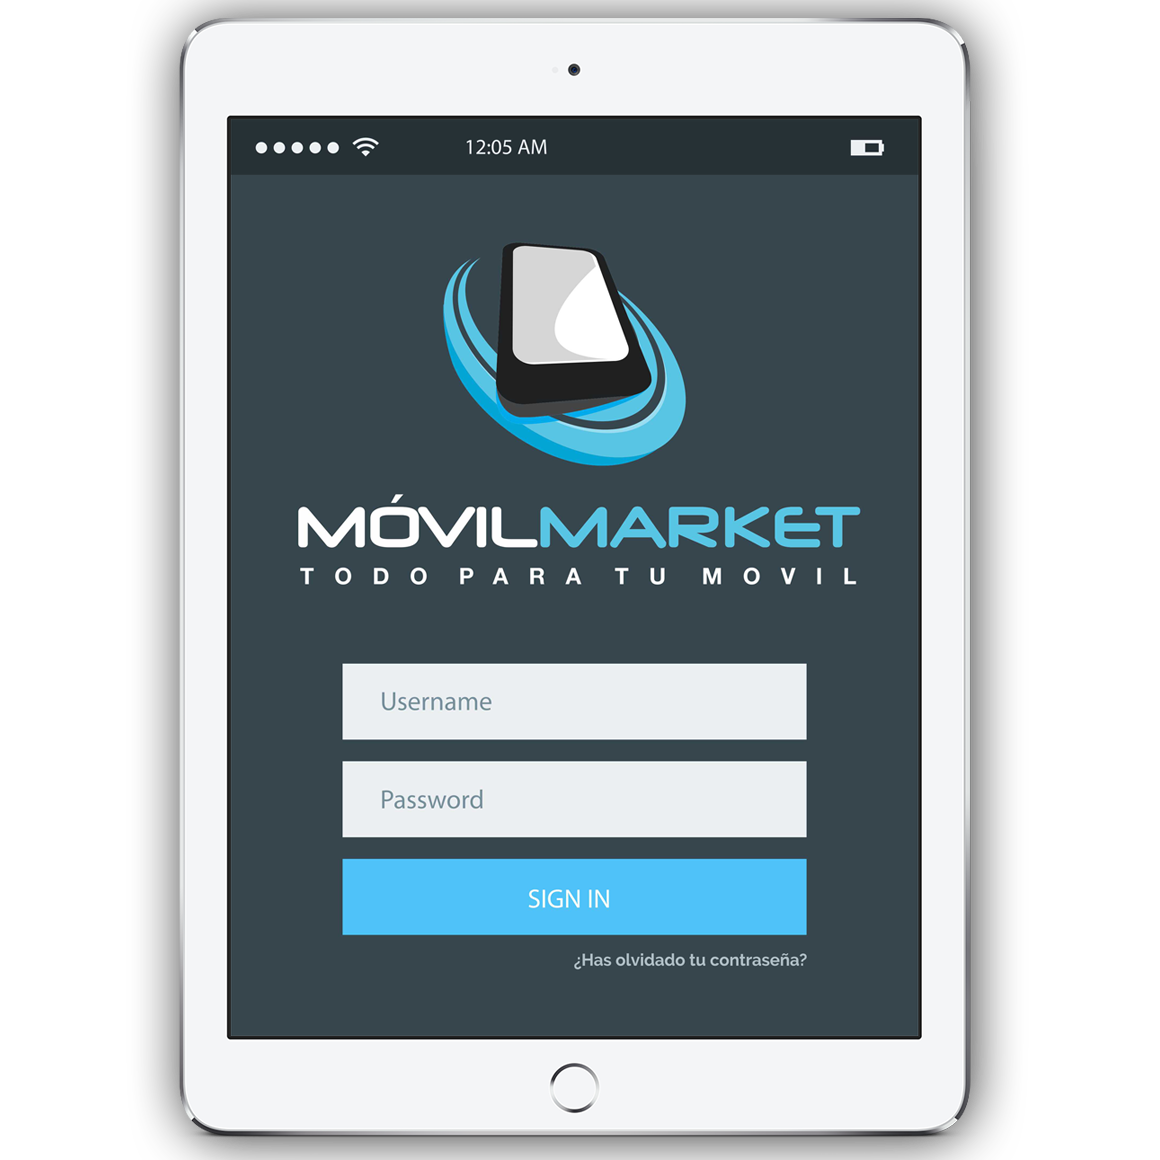 12:05 AM
MÓVILMARKET
TODO PARA TU MOVIL
Username
Password
SIGN IN
¿Has olvidado tu contraseña?